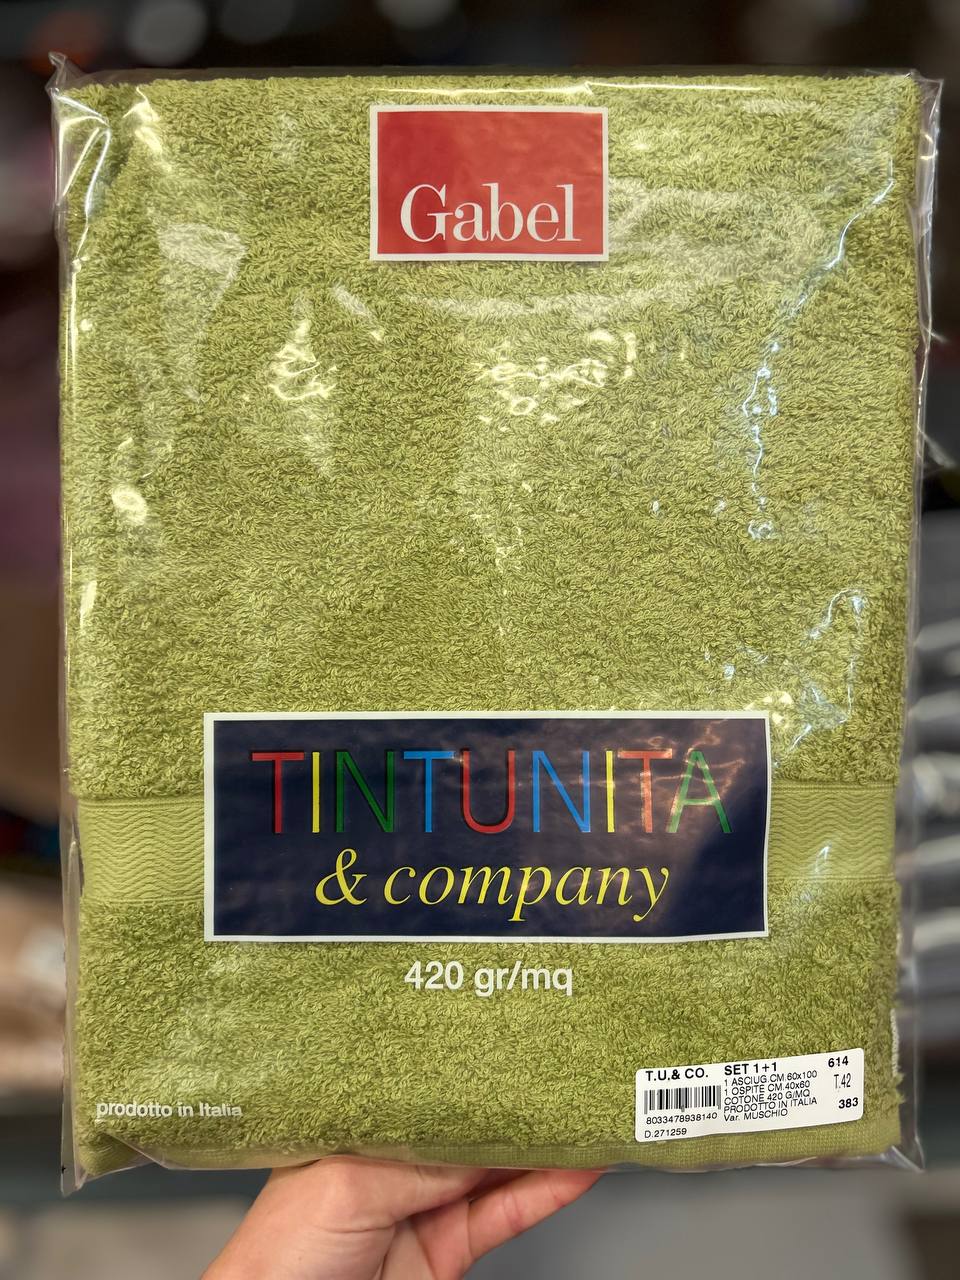 Gabel
TINTUNITA
& company
420 gr/mq
prodotto in Italia
T.U.& CO. SET 1+1 614
1 ASCIUG.CM.60x100
1 OSPITE CM.40x60 T.42
COTONE 420 G/MQ
PRODOTTO IN ITALIA 383
Var. MUSCHIO
8033478938140
D.271259